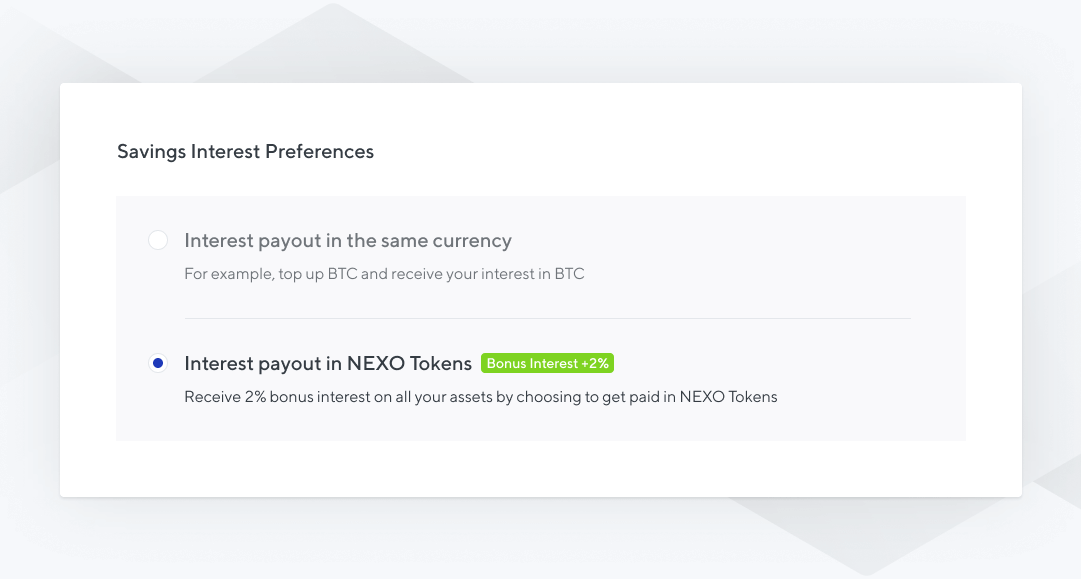 Savings Interest Preferences
Interest payout in the same currency
For example, top up BTC and receive your interest in BTC
Interest payout in NEXO Tokens Bonus Interest +2%
Receive 2% bonus interest on all your assets by choosing to get paid in NEXO Tokens